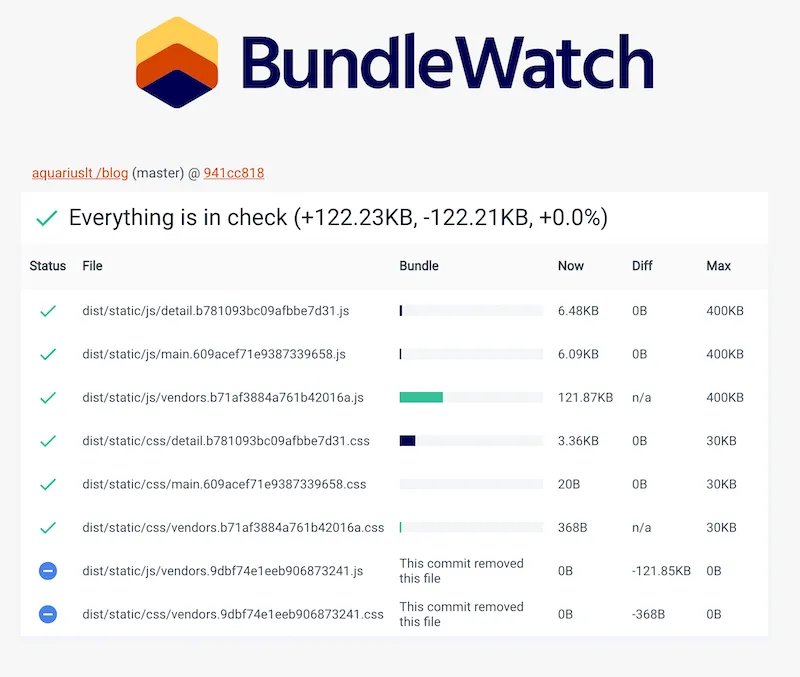 BundleWatch
aquariuslt /blog (master) @ 941cc818
Everything is in check (+122.23KB, -122.21KB, +0.0%)
Status File Bundle Now Diff Max
dist/static/js/detail.b781093bc09afbbe7d31.js 6.48KB 0B 400KB
dist/static/js/main.609acef71e9387339658.js 6.09KB 0B 400KB
dist/static/js/vendors.b71af3884a761b42016a.js 121.87KB n/a 400KB
dist/static/css/detail.b781093bc09afbbe7d31.css 3.36KB 0B 30KB
dist/static/css/main.609acef71e9387339658.css 20B 0B 30KB
dist/static/css/vendors.b71af3884a761b42016a.css 368B n/a 30KB
dist/static/js/vendors.9dbf74e1eeb906873241.js This commit removed this file 0B -121.85KB 0B
dist/static/css/vendors.9dbf74e1eeb906873241.css This commit removed this file 0B -368B 0B